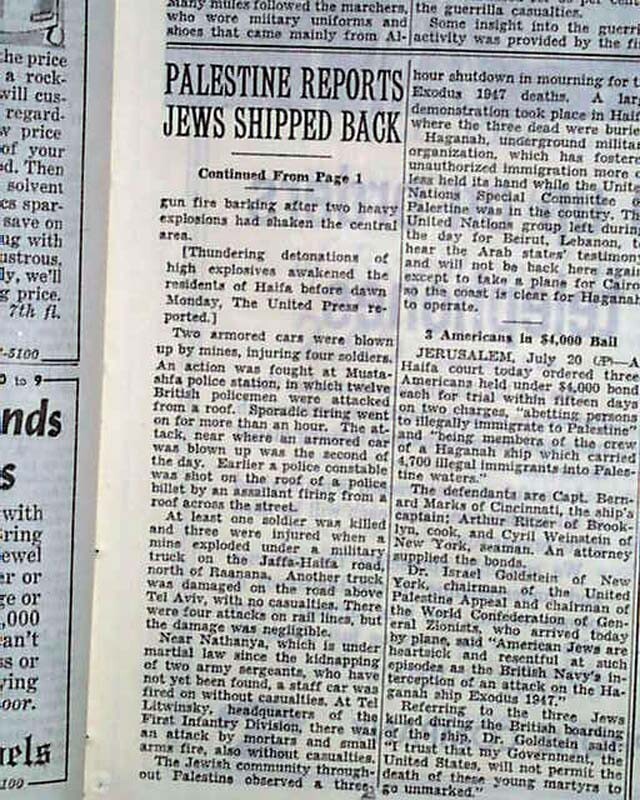 he price
a rock-
will cus-
regard-
w price
of your
ed. Then
solvent
cs spar-
save on
ug with
ustrous,
ly, we'll
g price.
7th fl.
-5100
to 9
nds
s
with
ring
ewel
er or
ge or
,000
can't
ss or
ying
oor.
els
100
many mules followed the marchers,
who wore military uniforms and
shoes that came mainly from Al-
PALESTINE REPORTS
JEWS SHIPPED BACK
Continued From Page 1
gun fire barking after two heavy
explosions had shaken the central
area.
[Thundering detonations of
high explosives awakened the
residents of Haifa before dawn
Monday, The United Press re-
ported.]
Two armored cars were blown
up by mines, injuring four soldiers.
An action was fought at Musta-
shfa police station, in which twelve
British policemen were attacked
from a roof. Sporadic firing went
on for more than an hour. The at-
tack, near where an armored car
was blown up was the second of
the day. Earlier a police constable
was shot on the roof of a police
billet by an assailant firing from a
roof across the street.
At least one soldier was killed
and three were injured when a
mine exploded under a military
truck on the Jaffa-Haifa road,
north of Raanana. Another truck
was damaged on the road above
Tel Aviv, with no casualties. There
were four attacks on rail lines, but
the damage was negligible.
Near Nathanya, which is under
martial law since the kidnapping
of two army sergeants, who have
not yet been found, a staff car was
fired on without casualties. At Tel
Litwinsky, headquarters of the
First Infantry Division, there was
an attack by mortars and small
arms fire, also without casualties.
The Jewish community through-
out Palestine observed a three-
the guerrilla casualties.
Some insight into the guerri
activity was provided by the fi
hour shutdown in mourning for t
Exodus 1947 deaths. A lar
demonstration took place in Haif
where the three dead were burie
Haganah, underground militar
organization, which has fostere
unauthorized immigration more o
less held its hand while the Unite
Nations Special Committee o
Palestine was in the country. Th
United Nations group left durin
the day for Beirut, Lebanon, t
hear the Arab states' testimony
and will not be back here again
except to take a plane for Cairo
so the coast is clear for Haganah
to operate.
3 Americans in $4,000 Bail
JERUSALEM, July 20 (AP)—A
Haifa court today ordered three
Americans held under $4,000 bond
each for trial within fifteen days
on two charges, "abetting persons
to illegally immigrate to Palestine"
and "being members of the crew
of a Haganah ship which carried
4,700 illegal immigrants into Pales-
tine waters."
The defendants are Capt. Bern-
ard Marks of Cincinnati, the ship's
captain; Arthur Ritzer of Brook-
lyn, cook, and Cyril Weinstein of
New York, seaman. An attorney
supplied the bonds.
Dr. Israel Goldstein of New
York, chairman of the United
Palestine Appeal and chairman of
the World Confederation of Gen-
eral Zionists, who arrived today
by plane, said "American Jews are
heartsick and resentful at such
episodes as the British Navy's in-
terception of an attack on the Ha-
ganah ship Exodus 1947."
Referring to the three Jews
killed during the British boarding
of the ship, Dr. Goldstein said:
"I trust that my Government, the
United States, will not permit the
death of these young martyrs to
go unmarked."